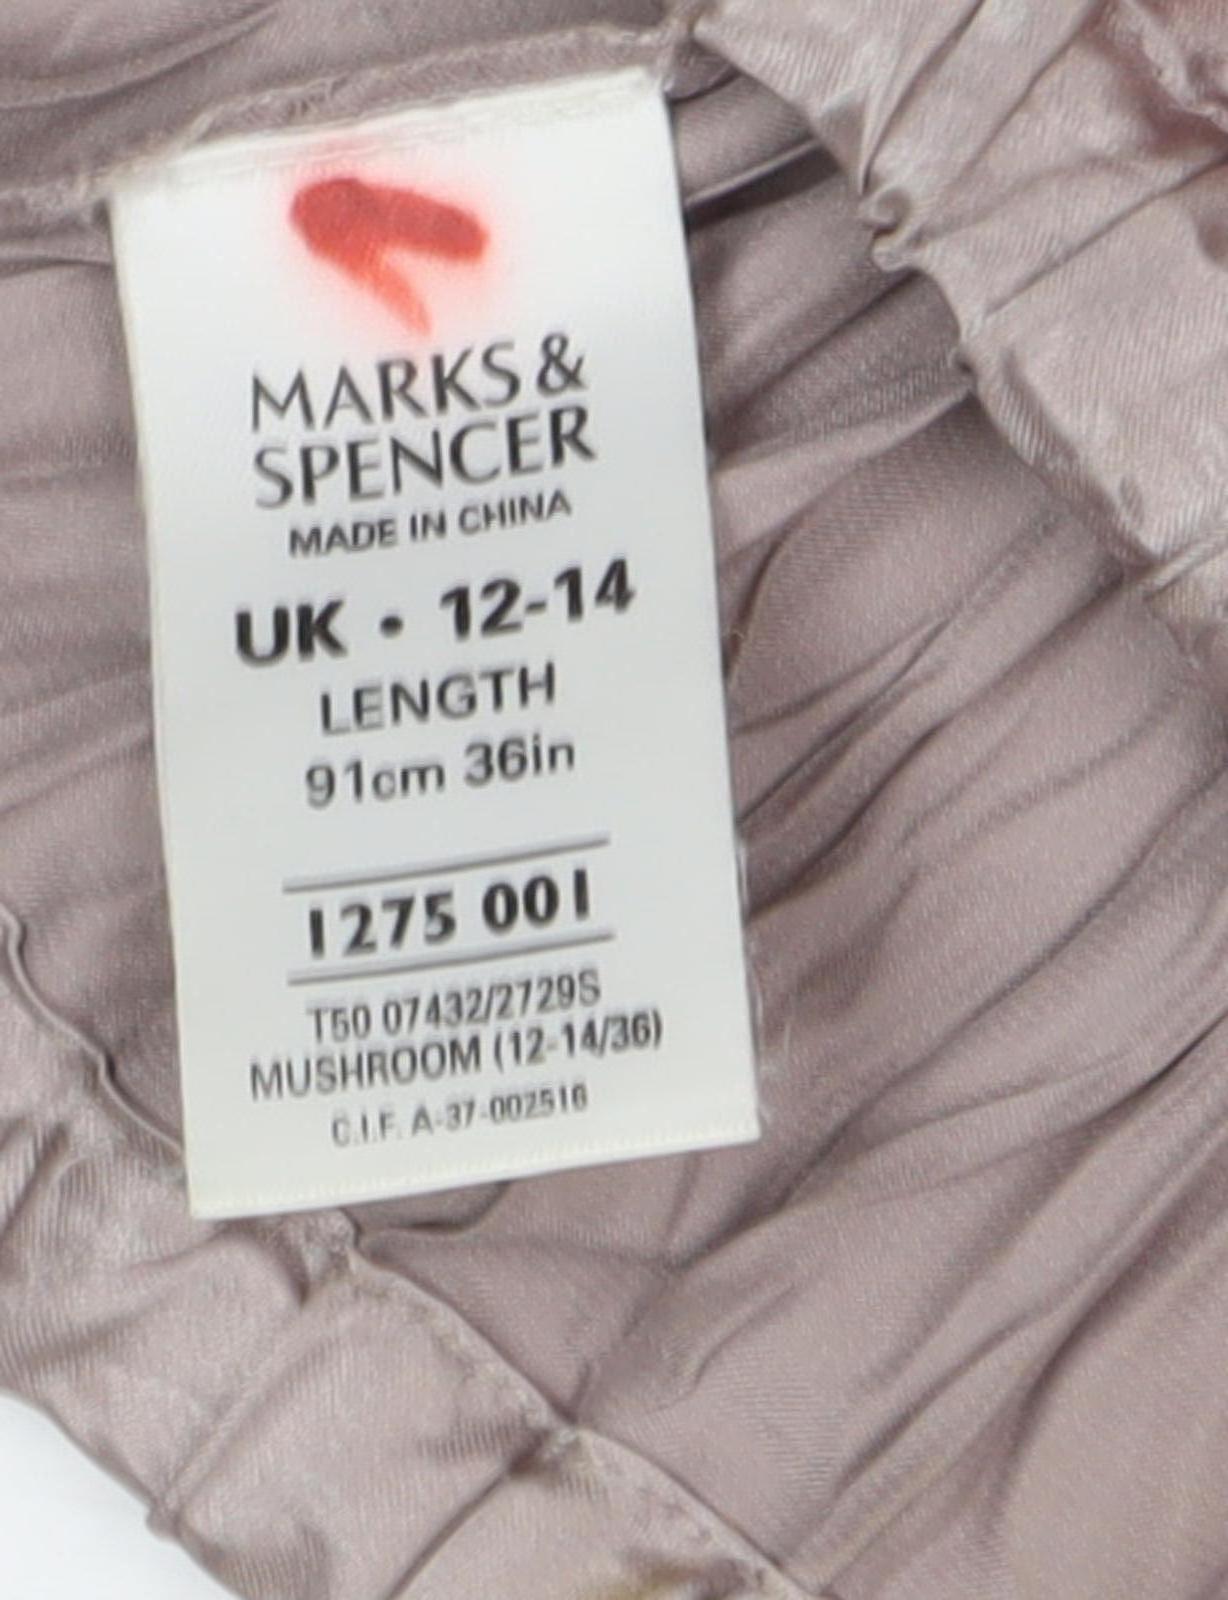 MARKS &
SPENCER
MADE IN CHINA
UK • 12-14
LENGTH
91cm 36in
1275 001
T50 07432/2729S
MUSHROOM (12-14/36)
C.I.F. A-37-002516